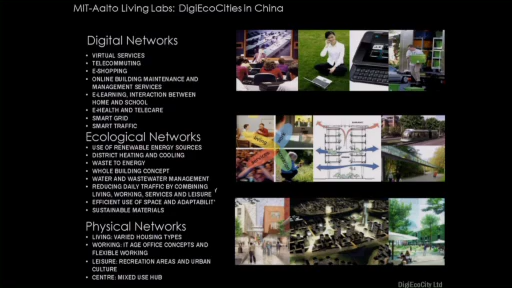 MIT-Aalto Living Labs: DigiEcoCities in China
Digital Networks
• VIRTUAL SERVICES
• TELECOMMUTING
• E-SHOPPING
• ONLINE BUILDING MAINTENANCE AND
MANAGEMENT SERVICES
• E-LEARNING, INTERACTION BETWEEN
HOME AND SCHOOL
• E-HEALTH AND TELECARE
• SMART GRID
• SMART TRAFFIC
Ecological Networks
• USE OF RENEWABLE ENERGY SOURCES
• DISTRICT HEATING AND COOLING
• WASTE TO ENERGY
• WHOLE BUILDING CONCEPT
• WATER AND WASTEWATER MANAGEMENT
• REDUCING DAILY TRAFFIC BY COMBINING
LIVING, WORKING, SERVICES AND LEISURE
• EFFICIENT USE OF SPACE AND ADAPTABILIT
• SUSTAINABLE MATERIALS
Physical Networks
• LIVING: VARIED HOUSING TYPES
• WORKING: IT AGE OFFICE CONCEPTS AND
FLEXIBLE WORKING
• LEISURE: RECREATION AREAS AND URBAN
CULTURE
• CENTRE: MIXED USE HUB
DigiEcoCity Ltd